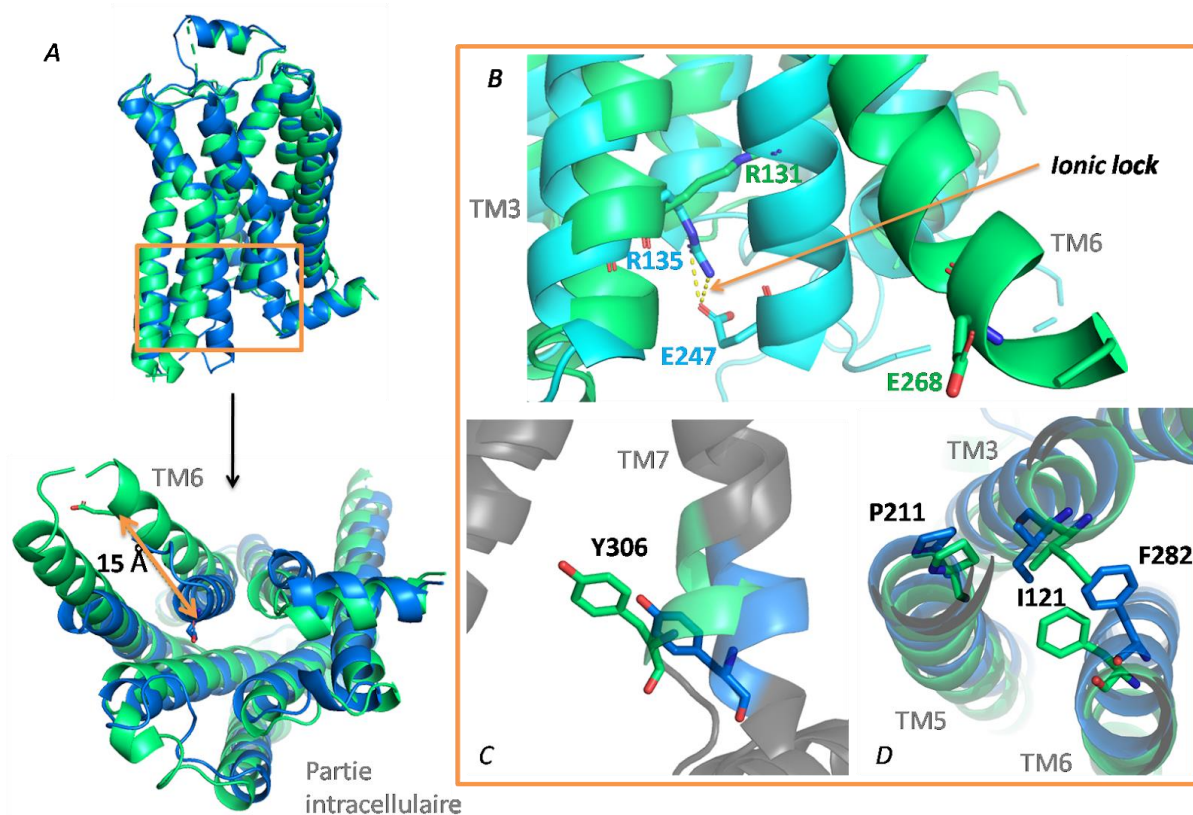 A
TM6
15 Å
Partie
intracellulaire
B
R131
Ionic lock
TM3
TM6
R135
E247
E268
TM7
Y306
C
TM3
P211
F282
I121
TM5
D
TM6